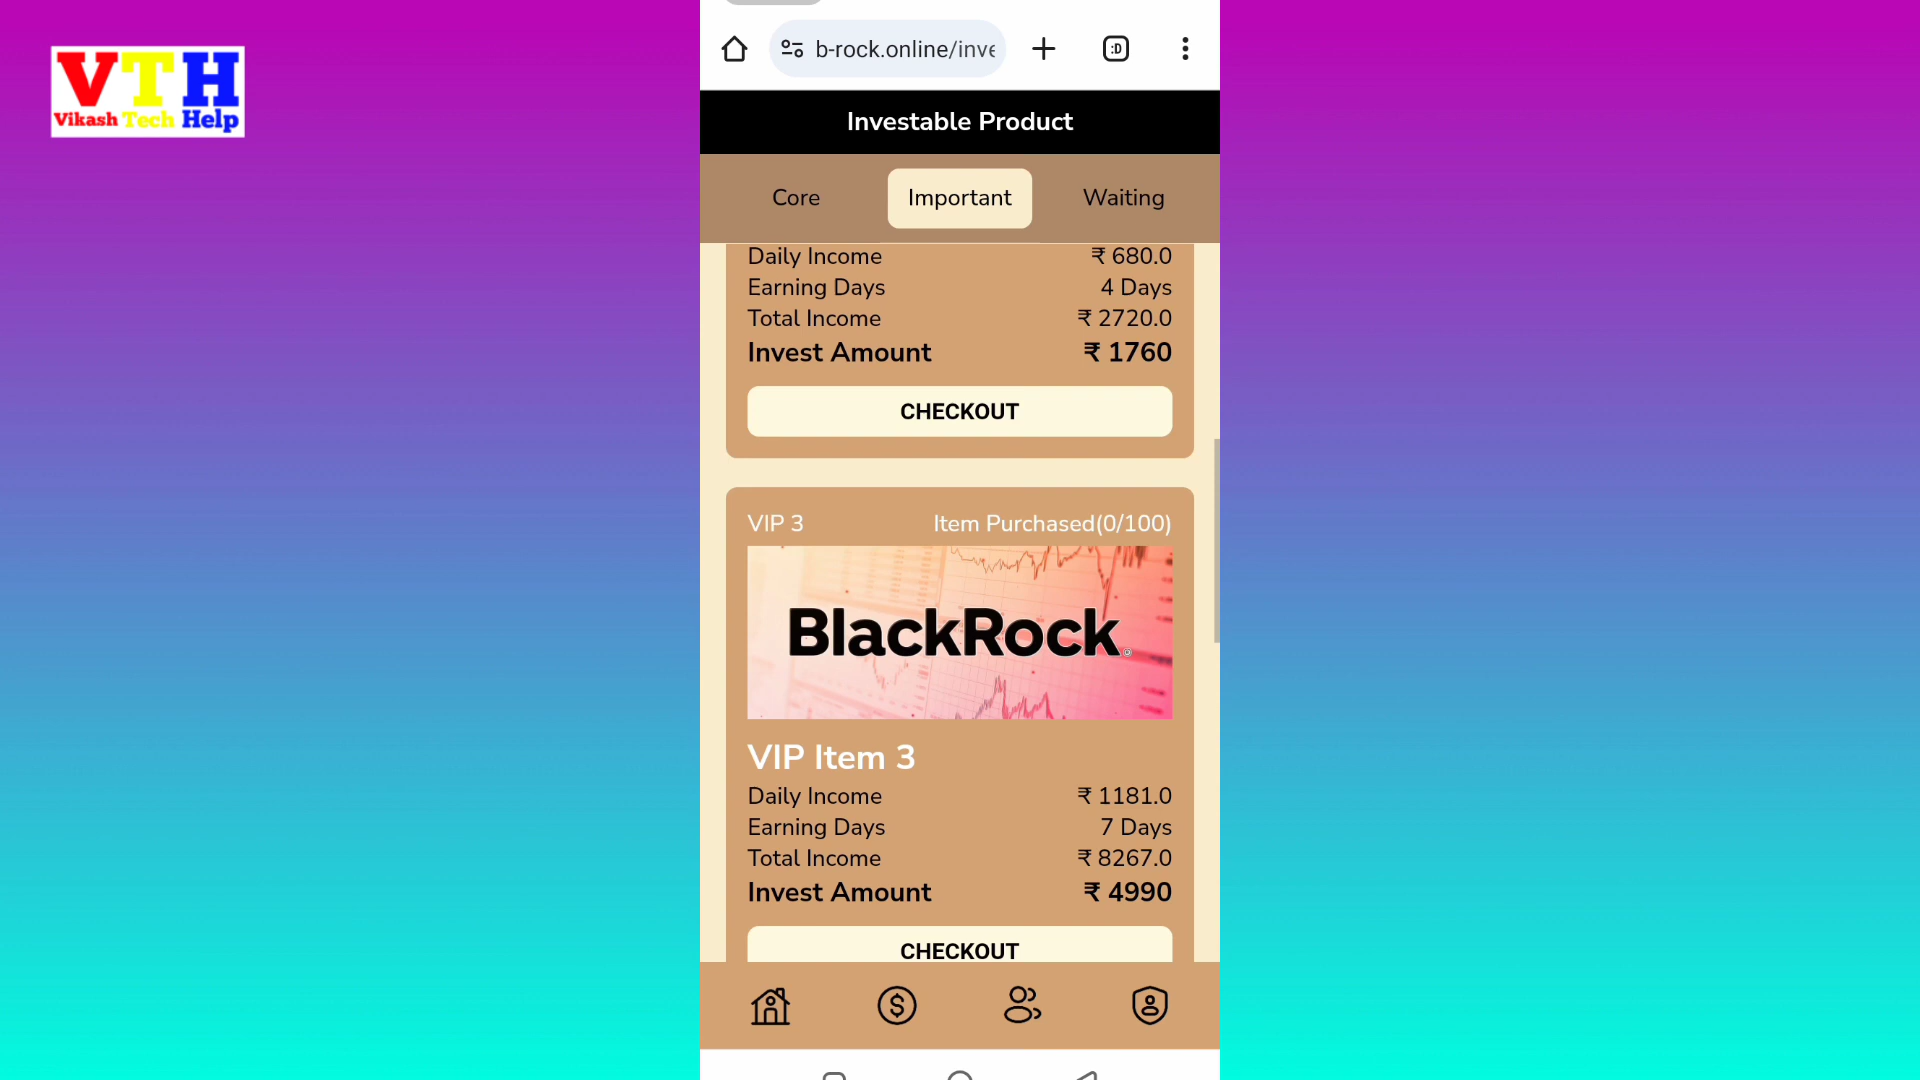 VTH
Vikash Tech Help
b-rock.online/inve
:D
Investable Product
Core Important Waiting
Daily Income ₹ 680.0
Earning Days 4 Days
Total Income ₹ 2720.0
Invest Amount ₹ 1760
CHECKOUT
VIP 3 Item Purchased(0/100)
BlackRock®
VIP Item 3
Daily Income ₹ 1181.0
Earning Days 7 Days
Total Income ₹ 8267.0
Invest Amount ₹ 4990
CHECKOUT